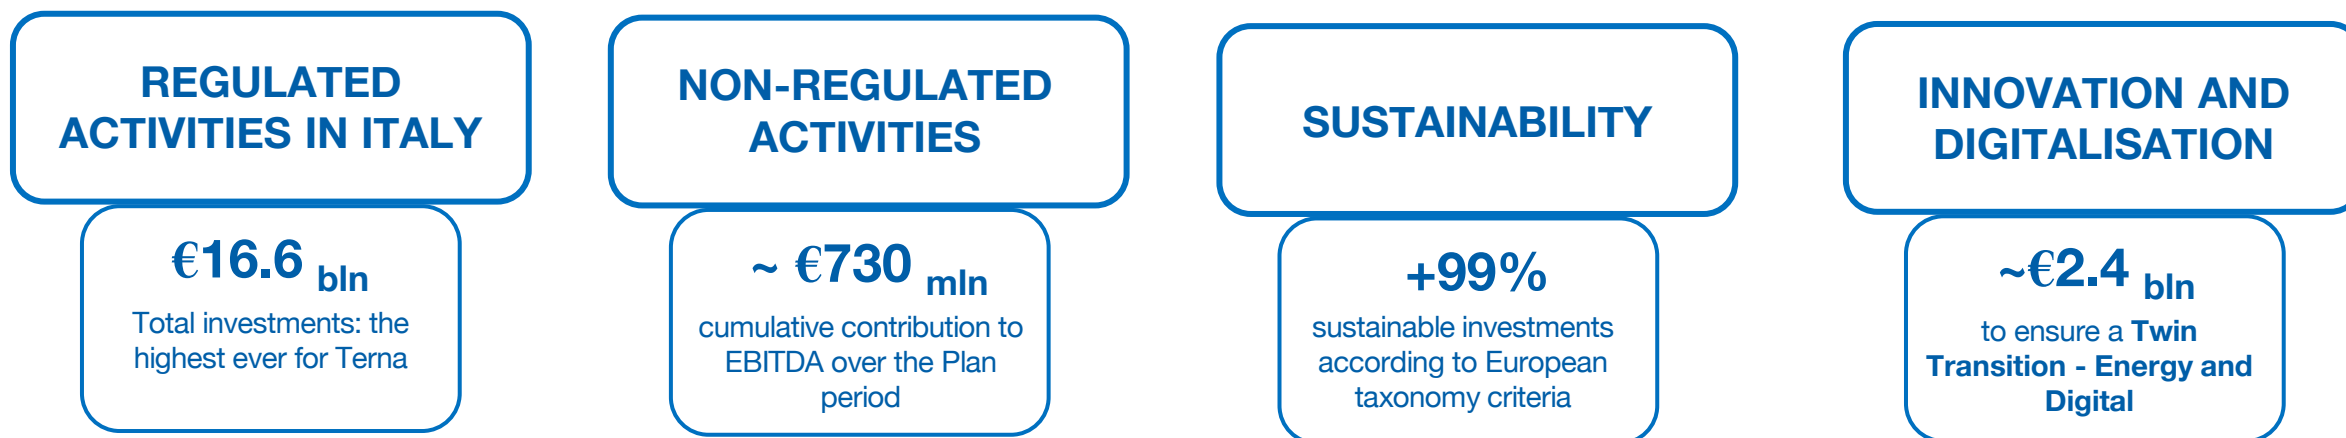 REGULATED
ACTIVITIES IN ITALY
€16.6 bln
Total investments: the
highest ever for Terna
NON-REGULATED
ACTIVITIES
~ €730 mln
cumulative contribution to
EBITDA over the Plan
period
SUSTAINABILITY
+99%
sustainable investments
according to European
taxonomy criteria
INNOVATION AND
DIGITALISATION
~€2.4 bln
to ensure a Twin
Transition - Energy and
Digital